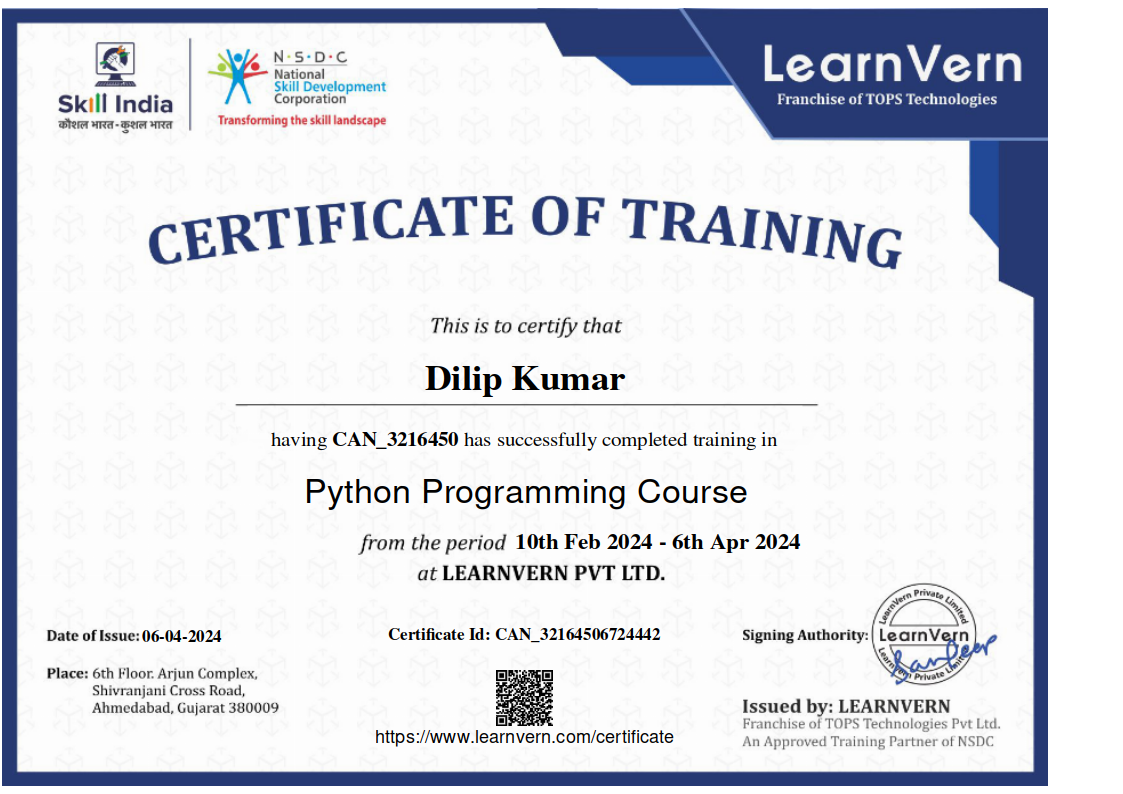 Skill India
कौशल भारत - कुशल भारत
N·S·D·C
National
Skill Development
Corporation
Transforming the skill landscape
LearnVern
Franchise of TOPS Technologies
CERTIFICATE OF TRAINING
This is to certify that
Dilip Kumar
having CAN_3216450 has successfully completed training in
Python Programming Course
from the period 10th Feb 2024 - 6th Apr 2024
at LEARNVERN PVT LTD.
Date of Issue: 06-04-2024
Place: 6th Floor. Arjun Complex,
Shivranjani Cross Road,
Ahmedabad, Gujarat 380009
Certificate Id: CAN_32164506724442
https://www.learnvern.com/certificate
Signing Authority:
LearnVern Private Limited
LearnVern
LearnVern Private Limited
Issued by: LEARNVERN
Franchise of TOPS Technologies Pvt Ltd.
An Approved Training Partner of NSDC